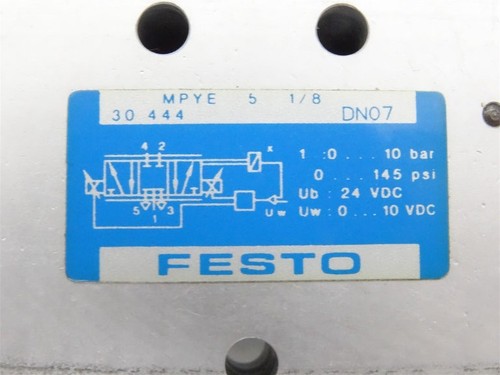 MPYE 5 1/8
30 444 DN07
4 2 x
1 :0 ... 10 bar
0 ... 145 psi
Ub: 24 VDC
5 3 Uw Uw: 0 ... 10 VDC
1
FESTO